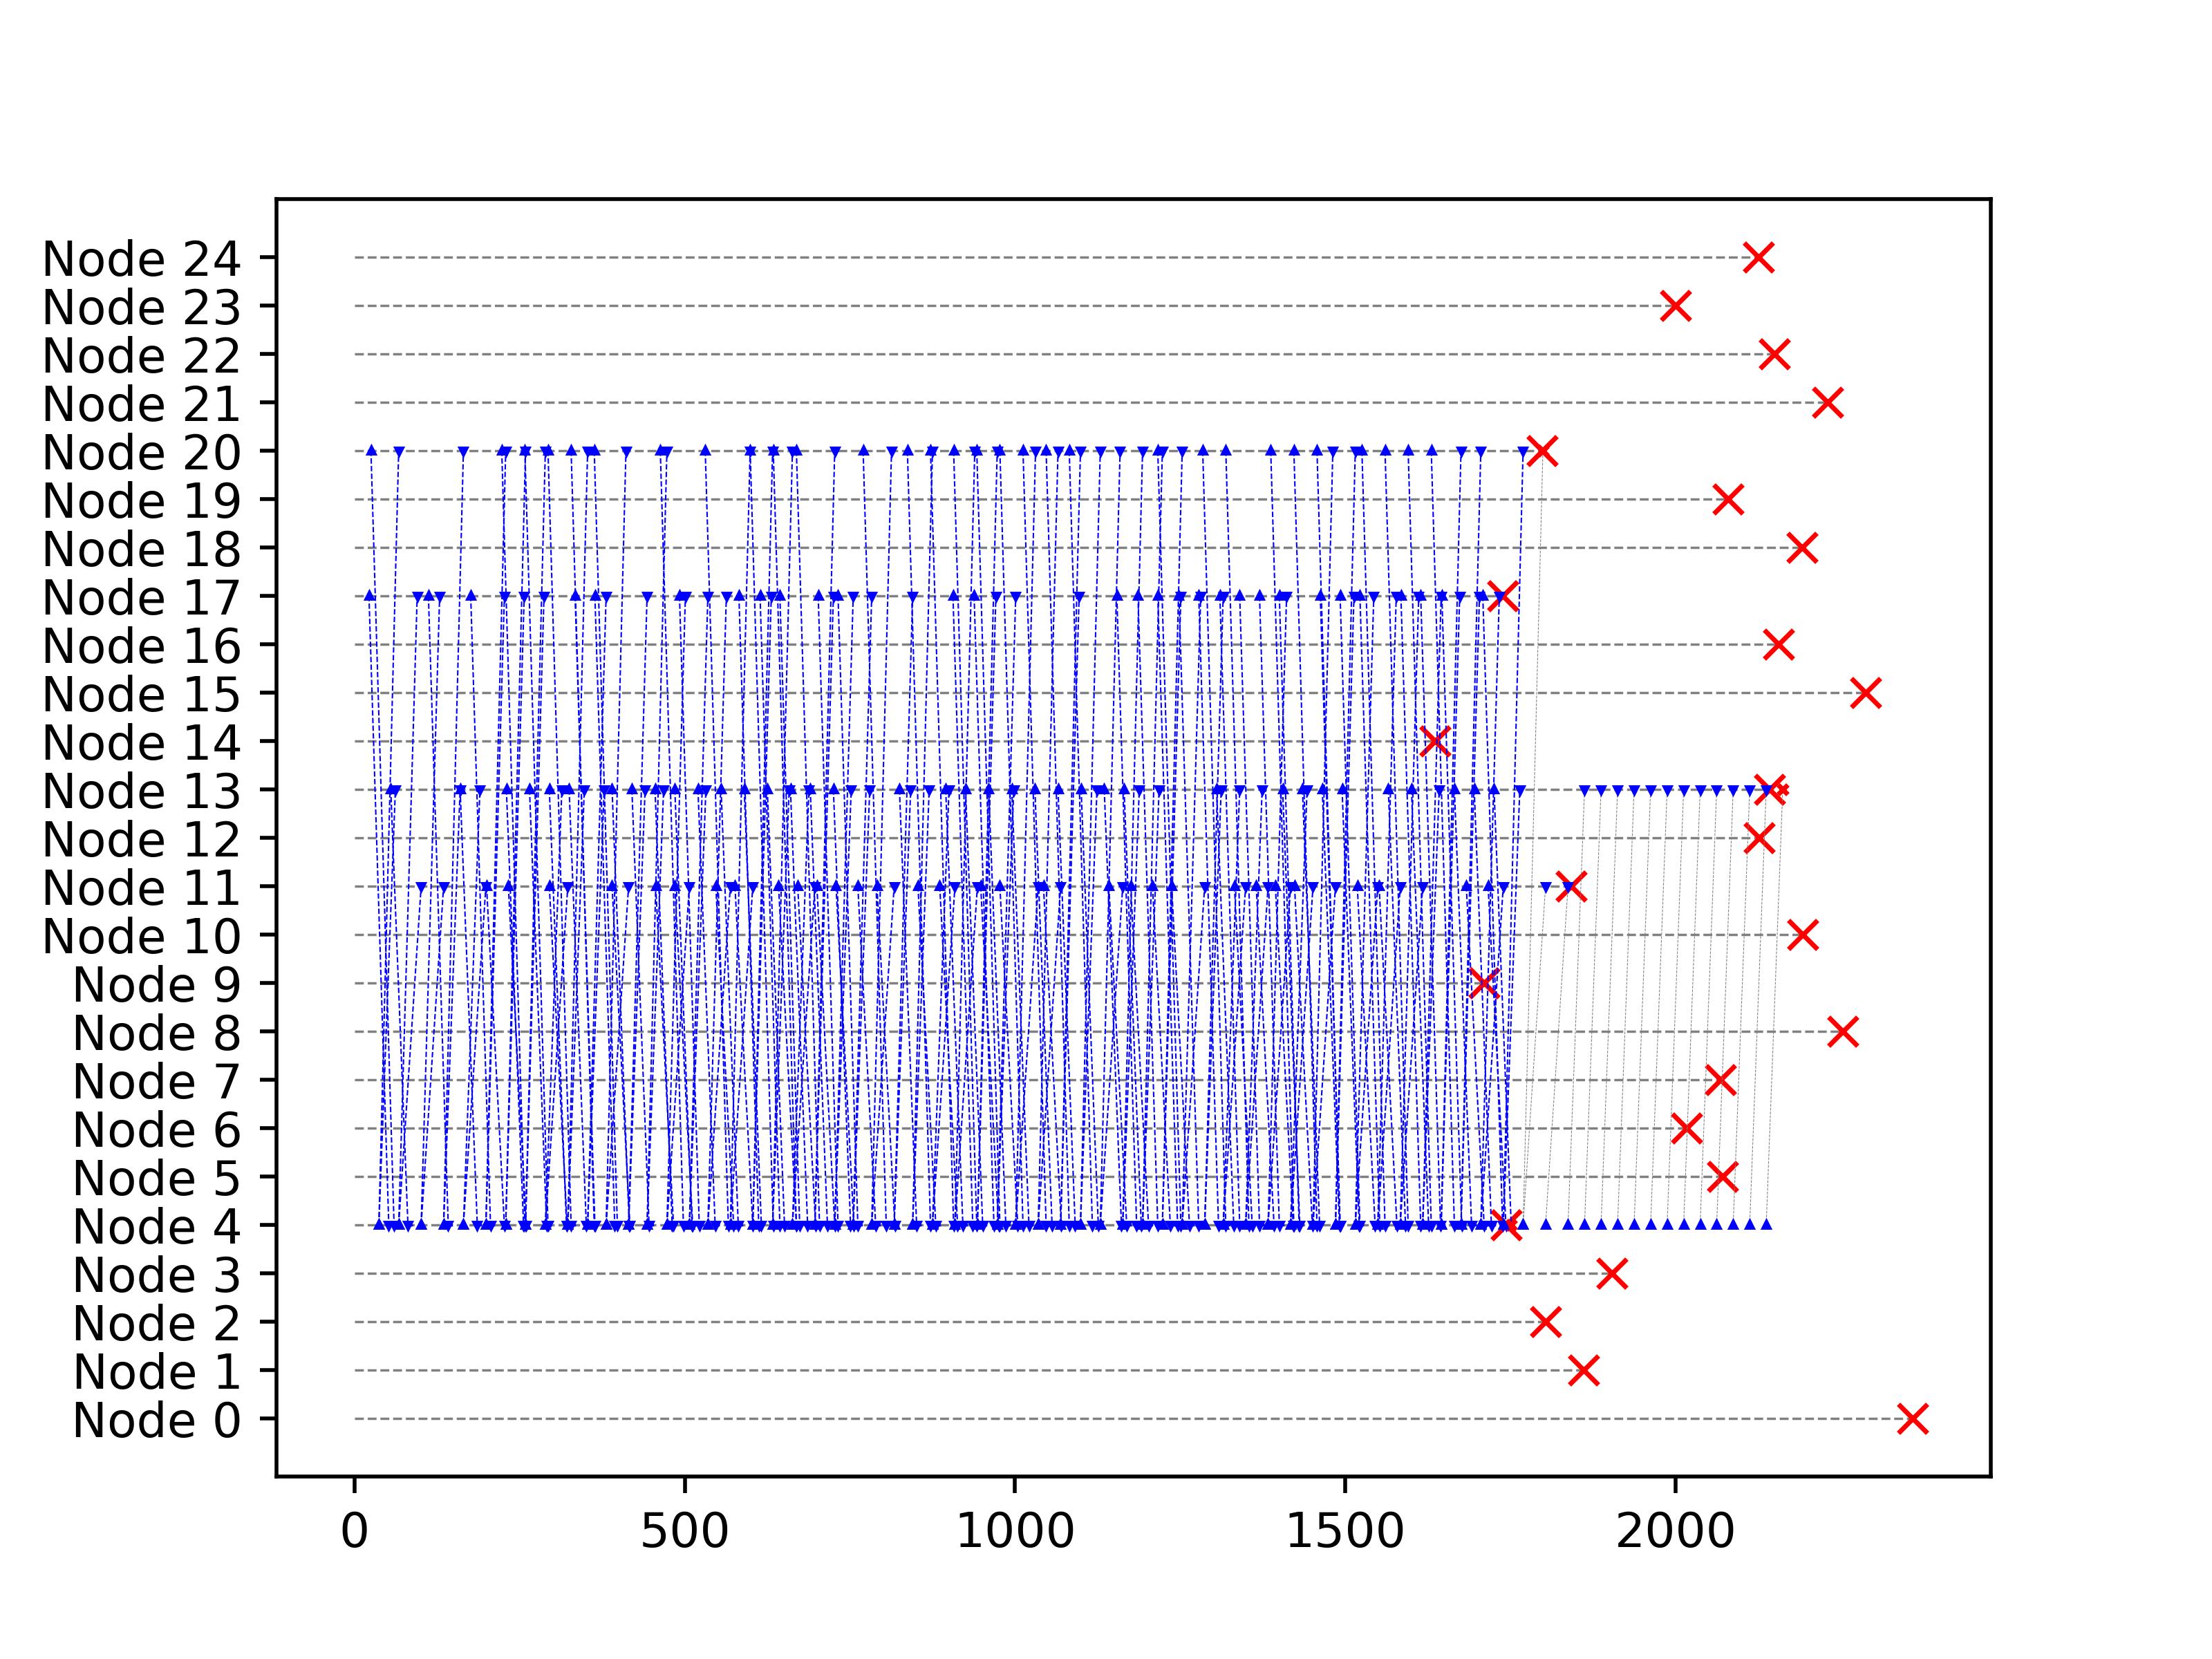 Node 24
Node 23
Node 22
Node 21
Node 20
Node 19
Node 18
Node 17
Node 16
Node 15
Node 14
Node 13
Node 12
Node 11
Node 10
Node 9
Node 8
Node 7
Node 6
Node 5
Node 4
Node 3
Node 2
Node 1
Node 0
0 500 1000 1500 2000